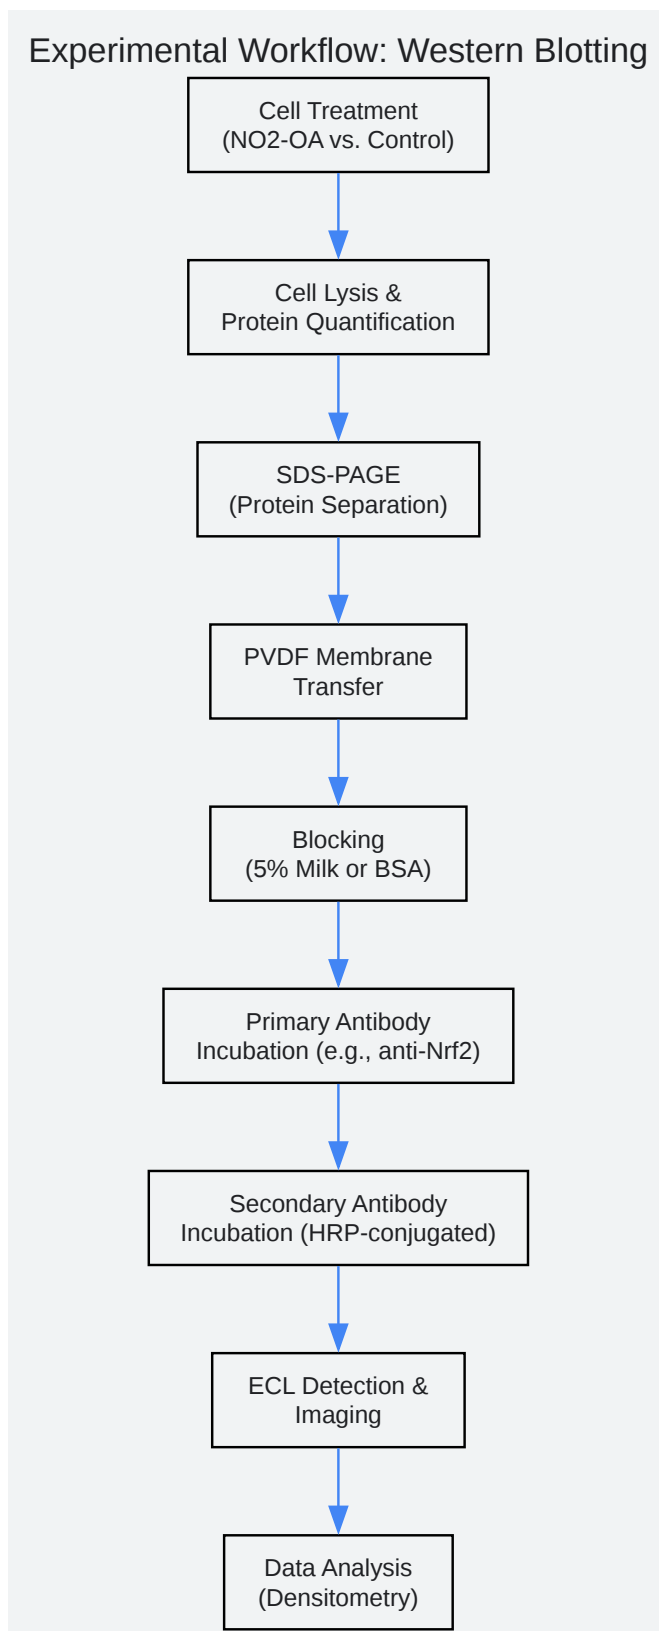 Experimental Workflow: Western Blotting
Cell Treatment
(NO2-OA vs. Control)
Cell Lysis &
Protein Quantification
SDS-PAGE
(Protein Separation)
PVDF Membrane
Transfer
Blocking
(5% Milk or BSA)
Primary Antibody
Incubation (e.g., anti-Nrf2)
Secondary Antibody
Incubation (HRP-conjugated)
ECL Detection &
Imaging
Data Analysis
(Densitometry)